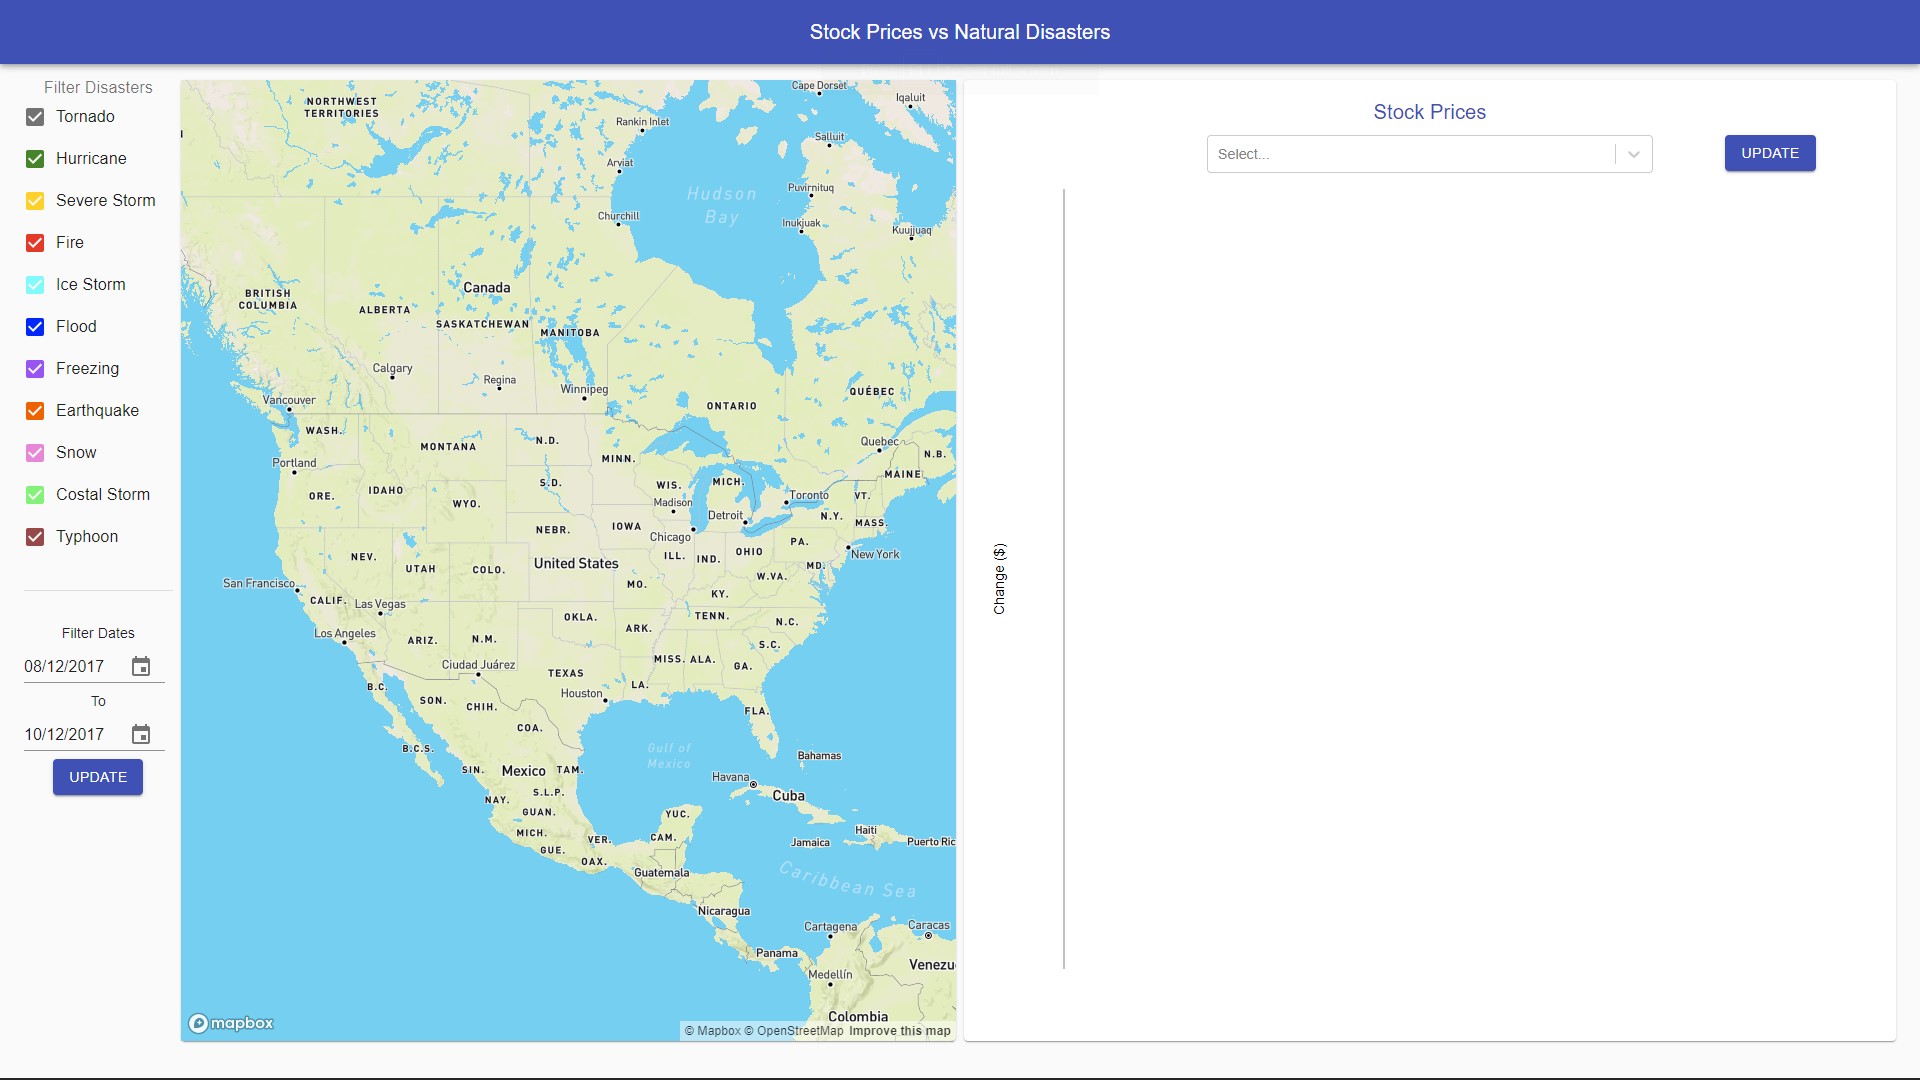 Stock Prices vs Natural Disasters
Filter Disasters
Tornado
Hurricane
Severe Storm
Fire
Ice Storm
Flood
Freezing
Earthquake
Snow
Costal Storm
Typhoon
Filter Dates
08/12/2017
To
10/12/2017
UPDATE
NORTHWEST
TERRITORIES
Cape Dorset
Iqaluit
Rankin Inlet
Salluit
Arviat
Puvirnituq
Hudson
Bay
Churchill
Inukjuak
Kuujjuaq
BRITISH
COLUMBIA
Canada
ALBERTA
SASKATCHEWAN
MANITOBA
Calgary
Regina
Winnipeg
QUÉBEC
Vancouver
ONTARIO
WASH.
MONTANA
N.D.
Quebec
N.B.
Portland
MINN.
MAINE
ORE.
IDAHO
S.D.
WIS.
MICH.
Toronto
VT.
WYO.
Madison
Detroit
N.Y.
MASS.
NEBR.
IOWA
Chicago
PA.
New York
NEV.
UTAH
COLO.
United States
ILL.
IND.
OHIO
MD.
W.VA.
San Francisco
MO.
KY.
CALIF.
Las Vegas
OKLA.
TENN.
N.C.
Los Angeles
ARIZ.
N.M.
ARK.
S.C.
Ciudad Juárez
TEXAS
MISS.
ALA.
GA.
B.C.
SON.
CHIH.
Houston
LA.
FLA.
COA.
B.C.S.
Gulf of
Mexico
Bahamas
SIN.
Mexico
TAM.
Havana
Cuba
NAY.
S.L.P.
GUAN.
YUC.
MICH.
VER.
CAM.
Haiti
Jamaica
Puerto Ric
GUE.
OAX.
Guatemala
Caribbean Sea
Nicaragua
Cartagena
Caracas
Panama
Medellín
Venezu
Colombia
mapbox
© Mapbox © OpenStreetMap Improve this map
Stock Prices
Select...
UPDATE
Change ($)